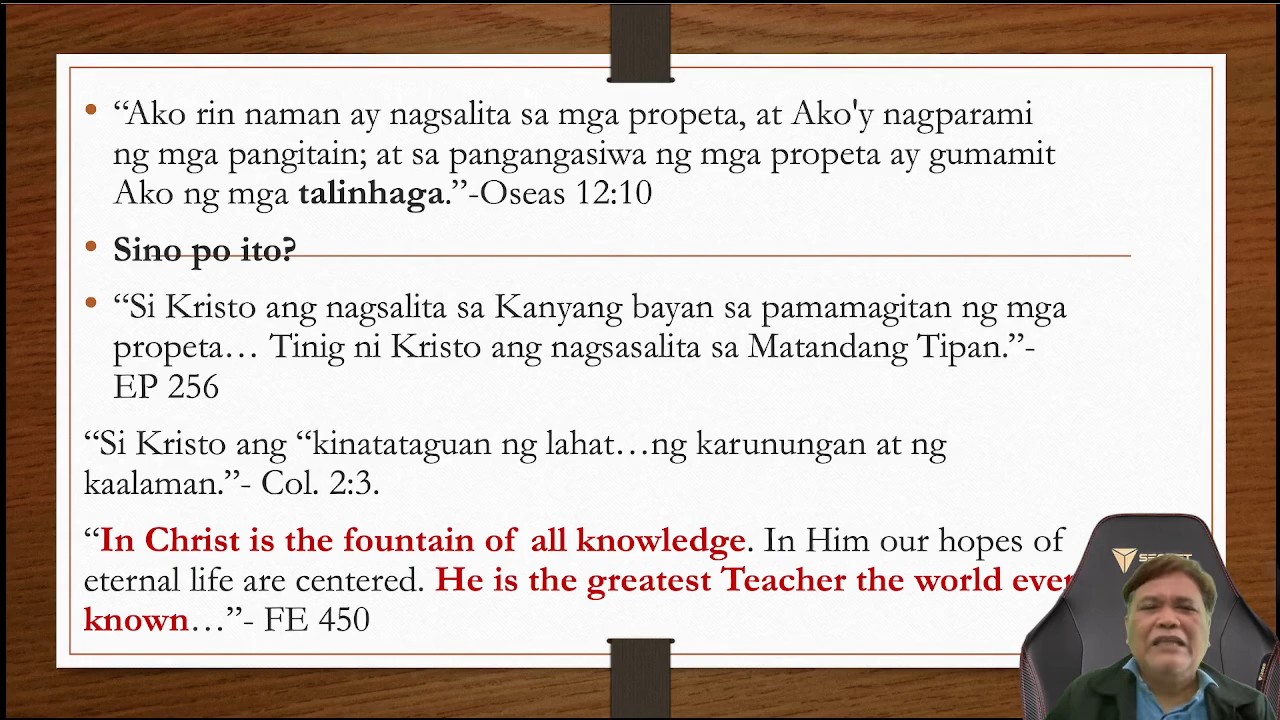 • “Ako rin naman ay nagsalita sa mga propeta, at Ako'y nagparami
ng mga pangitain; at sa pangangasiwa ng mga propeta ay gumamit
Ako ng mga talinhaga.”-Oseas 12:10
• Sino po ito?
• “Si Kristo ang nagsalita sa Kanyang bayan sa pamamagitan ng mga
propeta… Tinig ni Kristo ang nagsasalita sa Matandang Tipan.”-
EP 256
“Si Kristo ang “kinatataguan ng lahat…ng karunungan at ng
kaalaman.”- Col. 2:3.
“In Christ is the fountain of all knowledge. In Him our hopes of
eternal life are centered. He is the greatest Teacher the world ever
known…”- FE 450